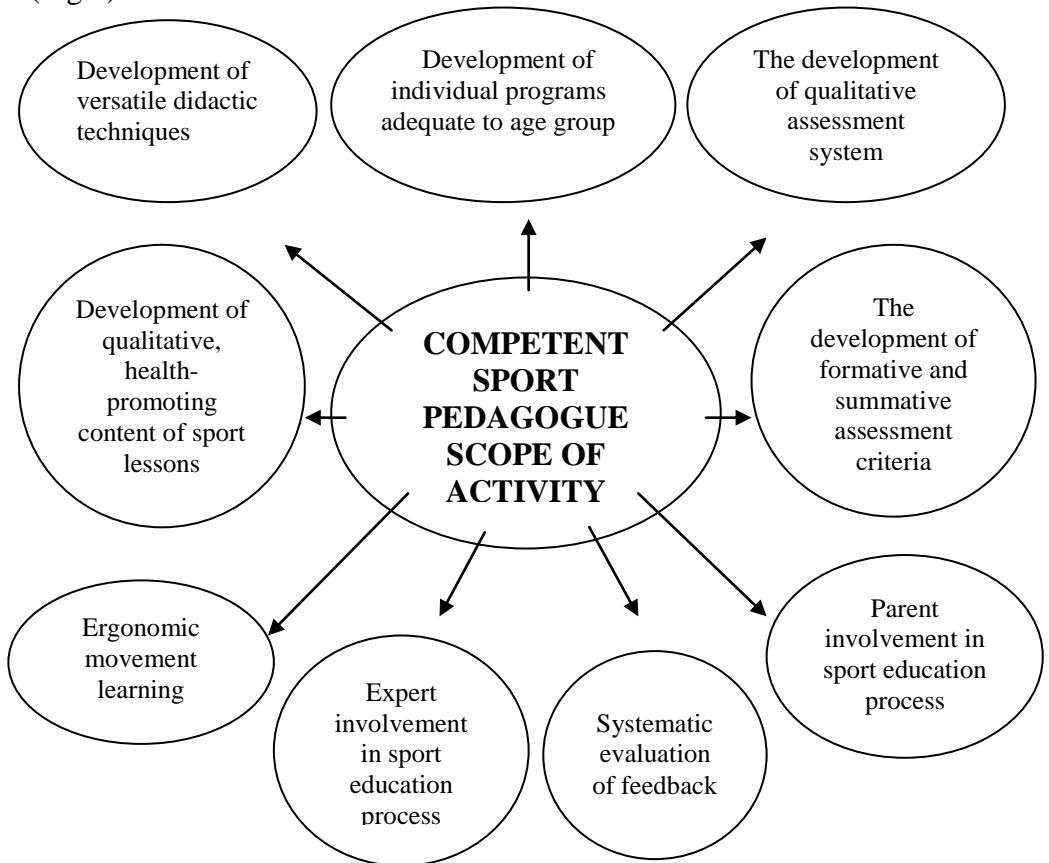 Development of
versatile didactic
techniques
Development of
individual programs
adequate to age group
The development
of qualitative
assessment
system
Development of
qualitative,
health-
promoting
content of sport
lessons
COMPETENT
SPORT
PEDAGOGUE
SCOPE OF
ACTIVITY
The
development of
formative and
summative
assessment
criteria
Ergonomic
movement
learning
Expert
involvement
in sport
education
process
Systematic
evaluation
of feedback
Parent
involvement in
sport education
process